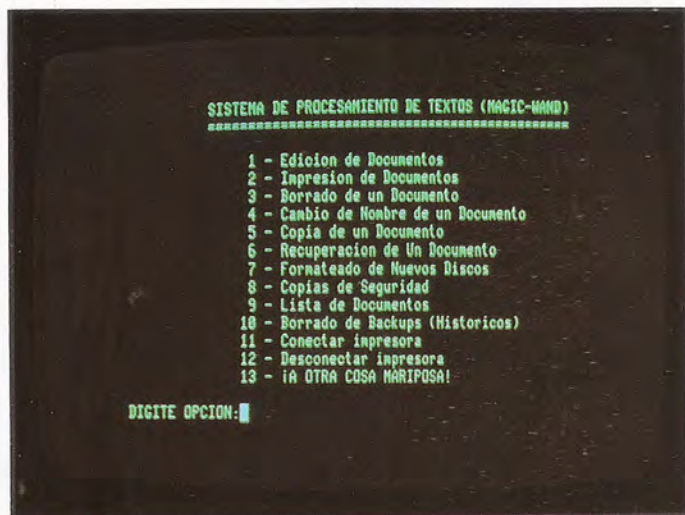 SISTEMA DE PROCESAMIENTO DE TEXTOS (MAGIC-WAND)
=============================================
1 - Edicion de Documentos
2 - Impresion de Documentos
3 - Borrado de un Documento
4 - Cambio de Nombre de un Documento
5 - Copia de un Documento
6 - Recuperacion de Un Documento
7 - Formateado de Nuevos Discos
8 - Copias de Seguridad
9 - Lista de Documentos
10 - Borrado de Backups (Historicos)
11 - Conectar impresora
12 - Desconectar impresora
13 - ¡A OTRA COSA MARIPOSA!
DIGITE OPCION: